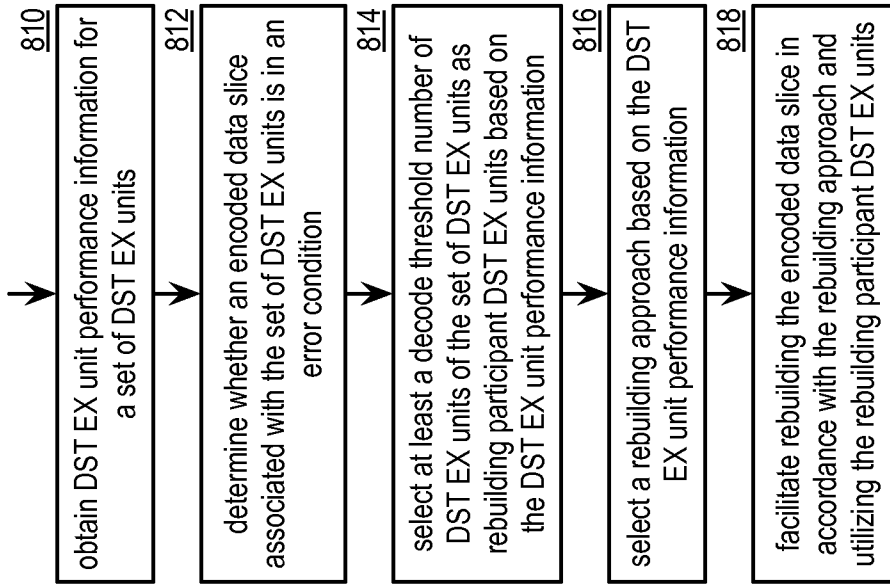 810
obtain DST EX unit performance information for
a set of DST EX units
812
determine whether an encoded data slice
associated with the set of DST EX units is in an
error condition
814
select at least a decode threshold number of
DST EX units of the set of DST EX units as
rebuilding participant DST EX units based on
the DST EX unit performance information
816
select a rebuilding approach based on the DST
EX unit performance information
818
facilitate rebuilding the encoded data slice in
accordance with the rebuilding approach and
utilizing the rebuilding participant DST EX units